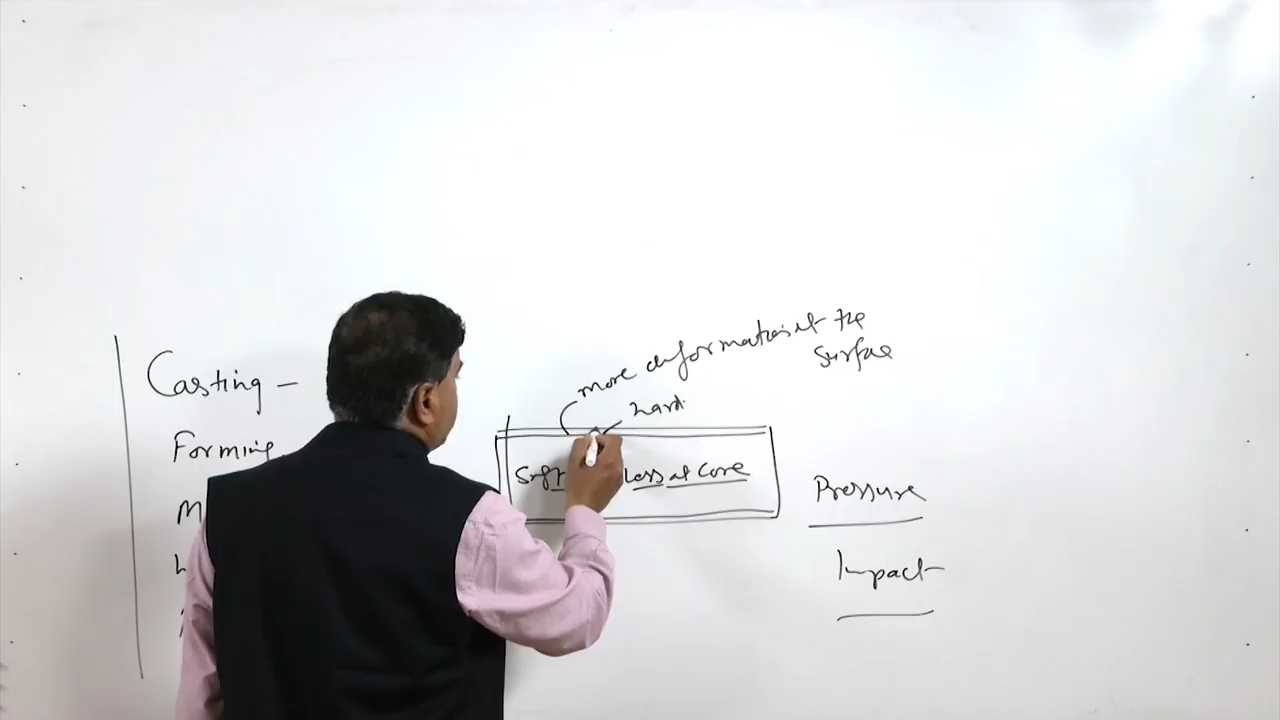 Casting -
Forming
M
more deformation at the
surface
hard
Soft less at core
Pressure
Impact